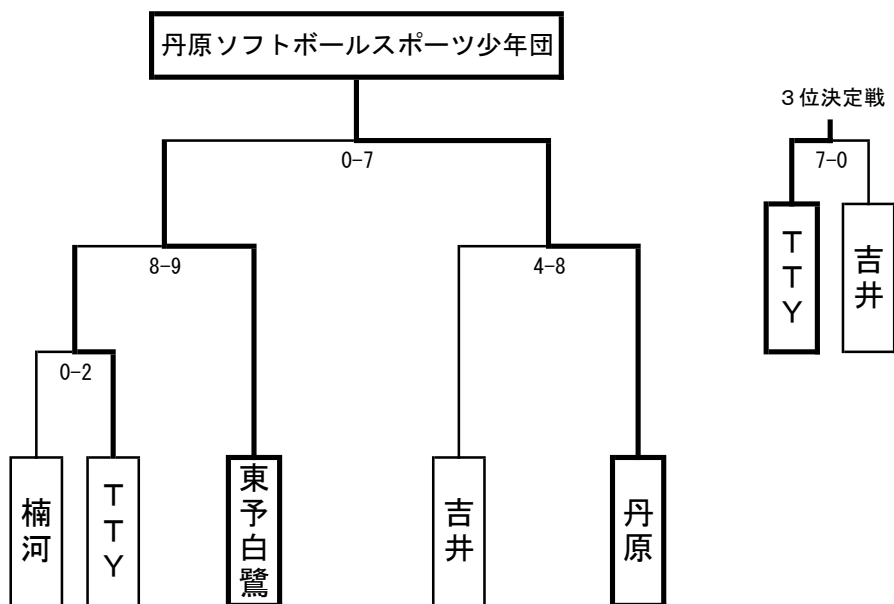 丹原ソフトボールスポーツ少年団
3位決定戦
0-7
7-0
TTY
吉井
8-9
4-8
0-2
楠河
TTY
東予白鷺
吉井
丹原